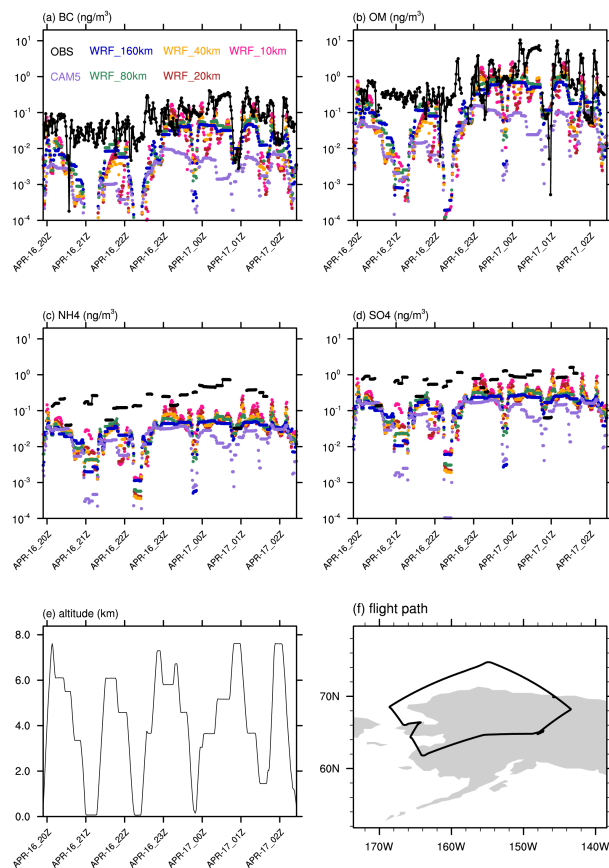 (a) BC (ng/m³)
OBS WRF_160km WRF_40km WRF_10km
CAM5 WRF_80km WRF_20km
10¹
10⁰
10⁻¹
10⁻²
10⁻³
10⁻⁴
APR-16_20Z APR-16_21Z APR-16_22Z APR-16_23Z APR-17_00Z APR-17_01Z APR-17_02Z
(b) OM (ng/m³)
10¹
10⁰
10⁻¹
10⁻²
10⁻³
10⁻⁴
APR-16_20Z APR-16_21Z APR-16_22Z APR-16_23Z APR-17_00Z APR-17_01Z APR-17_02Z
(c) NH4 (ng/m³)
10¹
10⁰
10⁻¹
10⁻²
10⁻³
10⁻⁴
APR-16_20Z APR-16_21Z APR-16_22Z APR-16_23Z APR-17_00Z APR-17_01Z APR-17_02Z
(d) SO4 (ng/m³)
10¹
10⁰
10⁻¹
10⁻²
10⁻³
10⁻⁴
APR-16_20Z APR-16_21Z APR-16_22Z APR-16_23Z APR-17_00Z APR-17_01Z APR-17_02Z
(e) altitude (km)
8.0
6.0
4.0
2.0
0.0
APR-16_20Z APR-16_21Z APR-16_22Z APR-16_23Z APR-17_00Z APR-17_01Z APR-17_02Z
(f) flight path
70N
60N
170W 160W 150W 140W